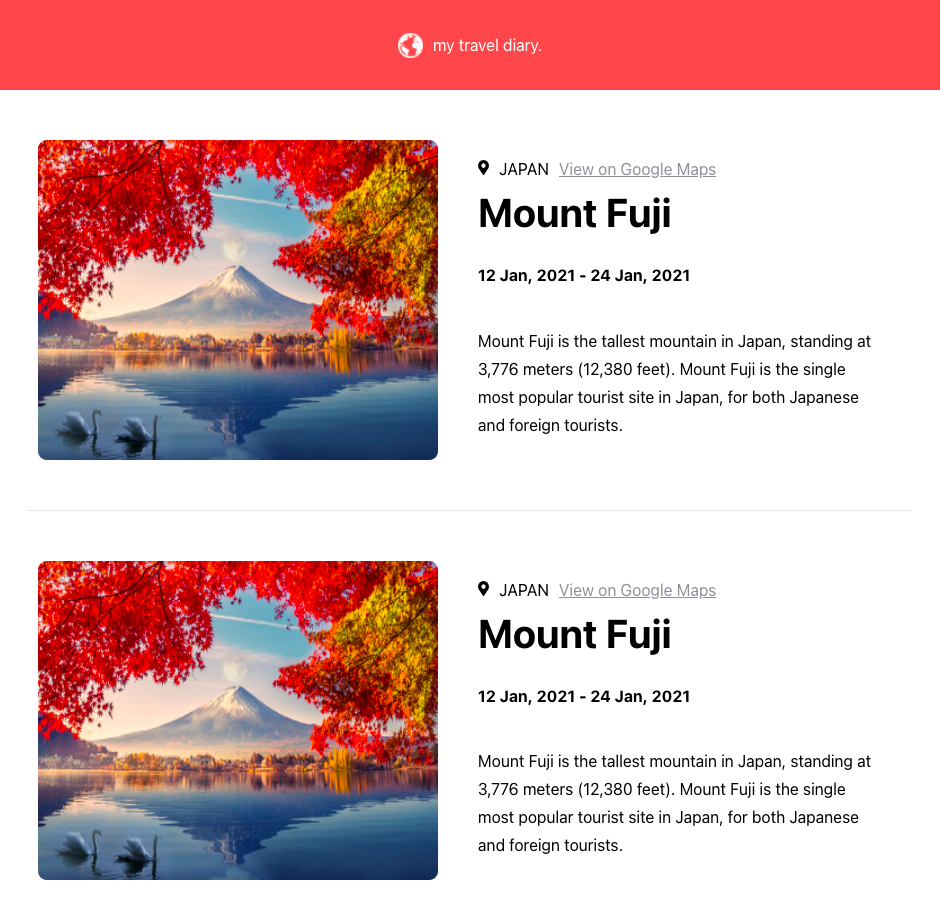 my travel diary.
JAPAN View on Google Maps
Mount Fuji
12 Jan, 2021 - 24 Jan, 2021
Mount Fuji is the tallest mountain in Japan, standing at
3,776 meters (12,380 feet). Mount Fuji is the single
most popular tourist site in Japan, for both Japanese
and foreign tourists.
JAPAN View on Google Maps
Mount Fuji
12 Jan, 2021 - 24 Jan, 2021
Mount Fuji is the tallest mountain in Japan, standing at
3,776 meters (12,380 feet). Mount Fuji is the single
most popular tourist site in Japan, for both Japanese
and foreign tourists.